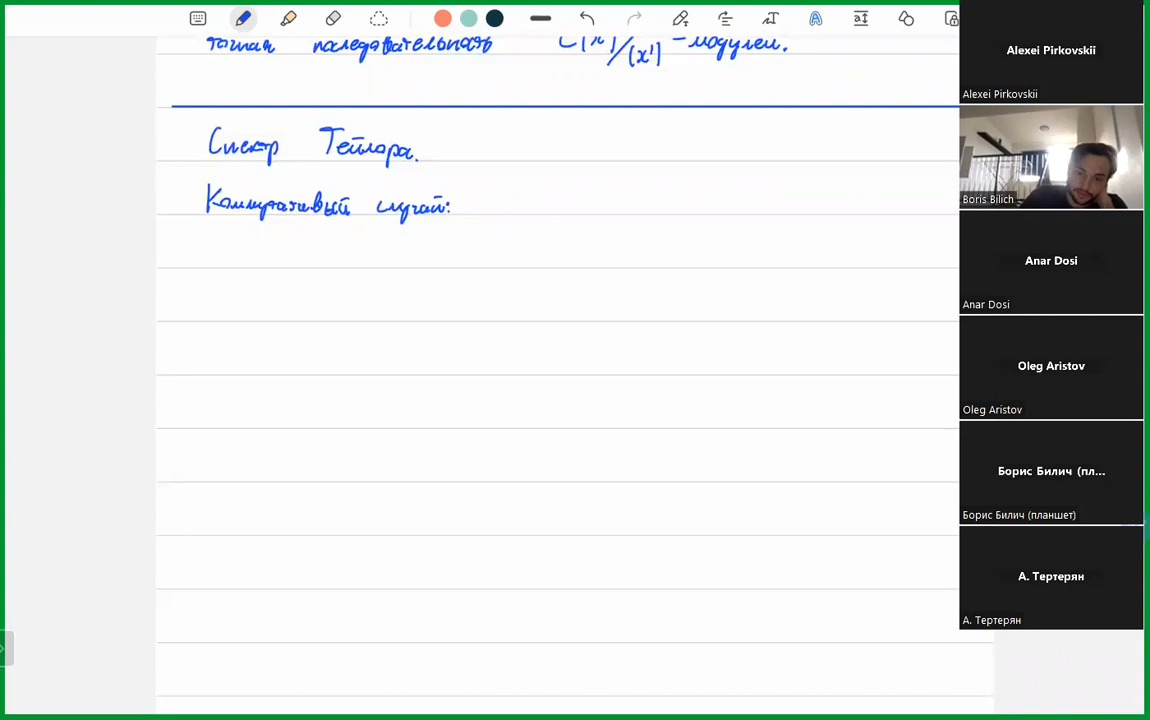 точная последовательность C[x]/(x¹) -модулей.
Спектр Тейлора.
Коммутативый случай:
Alexei Pirkovskii
Alexei Pirkovskii
Boris Bilich
Anar Dosi
Anar Dosi
Oleg Aristov
Oleg Aristov
Борис Билич (пл...
Борис Билич (планшет)
А. Тертерян
А. Тертерян